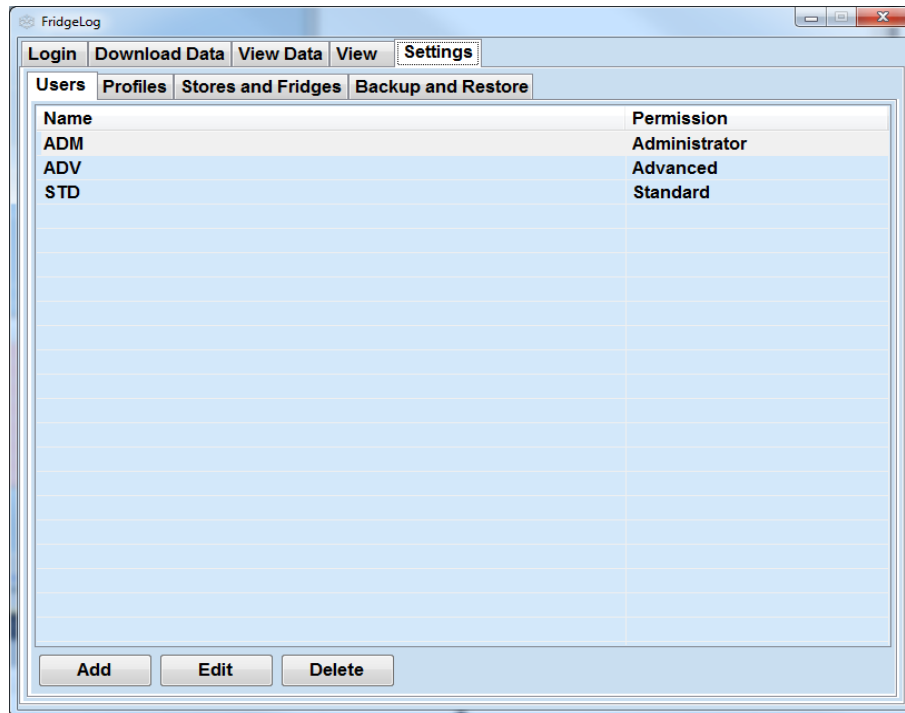 FridgeLog
Login Download Data View Data View Settings
Users Profiles Stores and Fridges Backup and Restore
Name Permission
ADM Administrator
ADV Advanced
STD Standard
Add Edit Delete